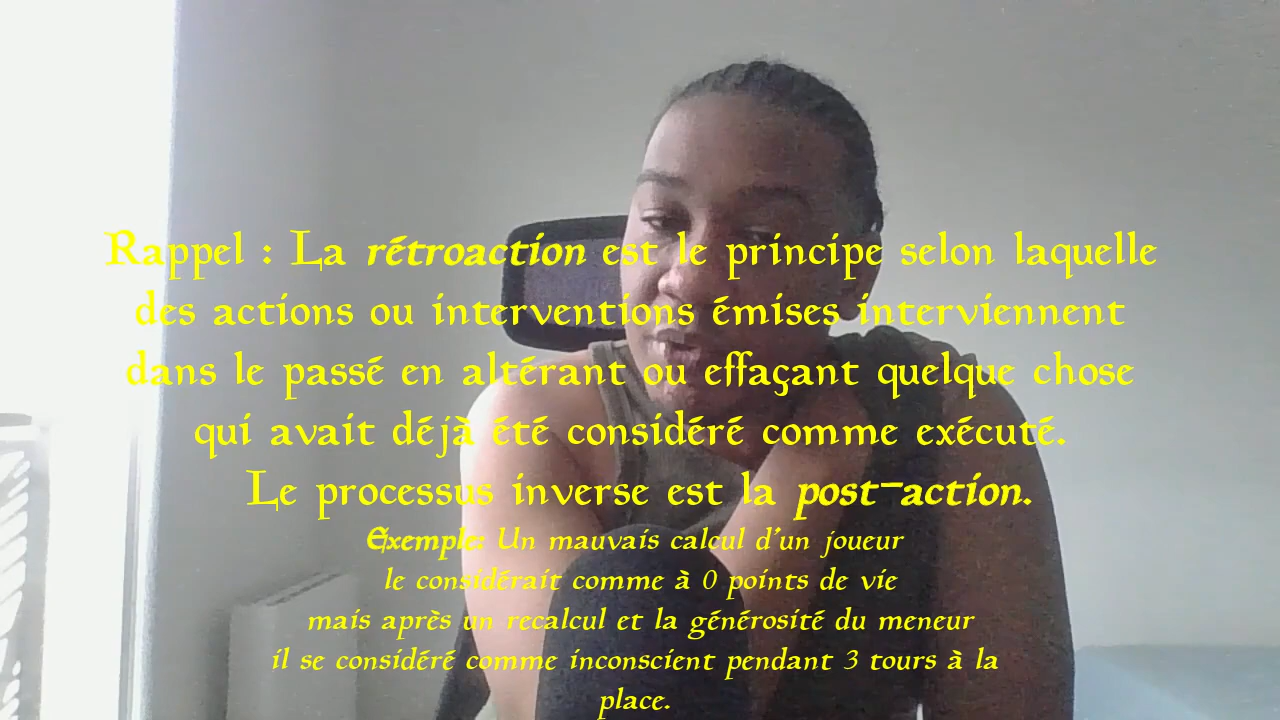 Rappel : La rétroaction est le principe selon laquelle
des actions ou interventions émises interviennent
dans le passé en altérant ou effaçant quelque chose
qui avait déjà été considéré comme exécuté.
Le processus inverse est la post-action.
Exemple: Un mauvais calcul d'un joueur
le considérait comme à 0 points de vie
mais après un recalcul et la générosité du meneur
il se considéré comme inconscient pendant 3 tours à la
place.